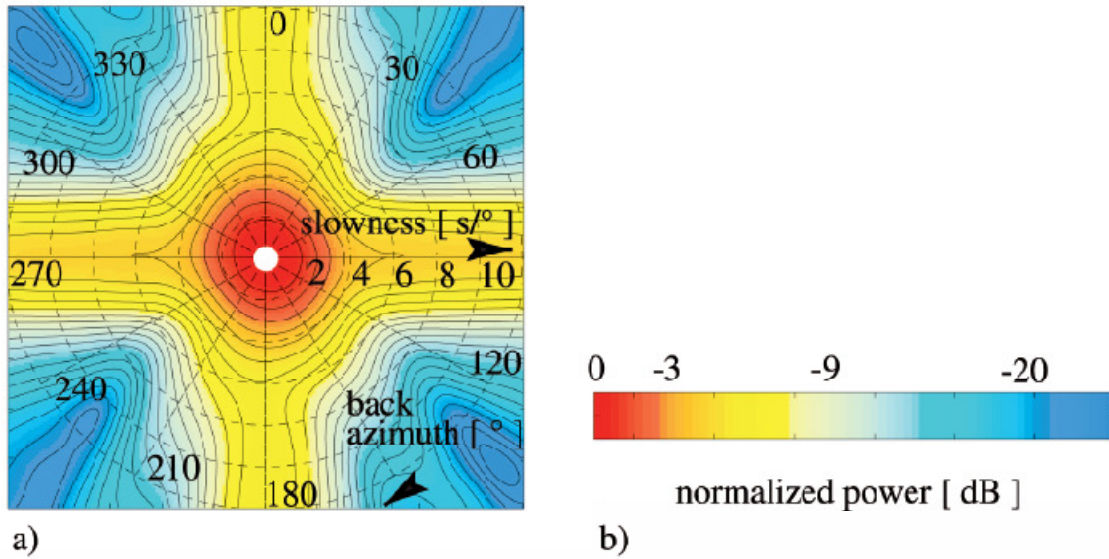 0
330
30
300
60
slowness [ s/° ]
270
2 4 6 8 10
240
120
back
azimuth [ ° ]
210
180
a)
0 -3 -9 -20
normalized power [ dB ]
b)